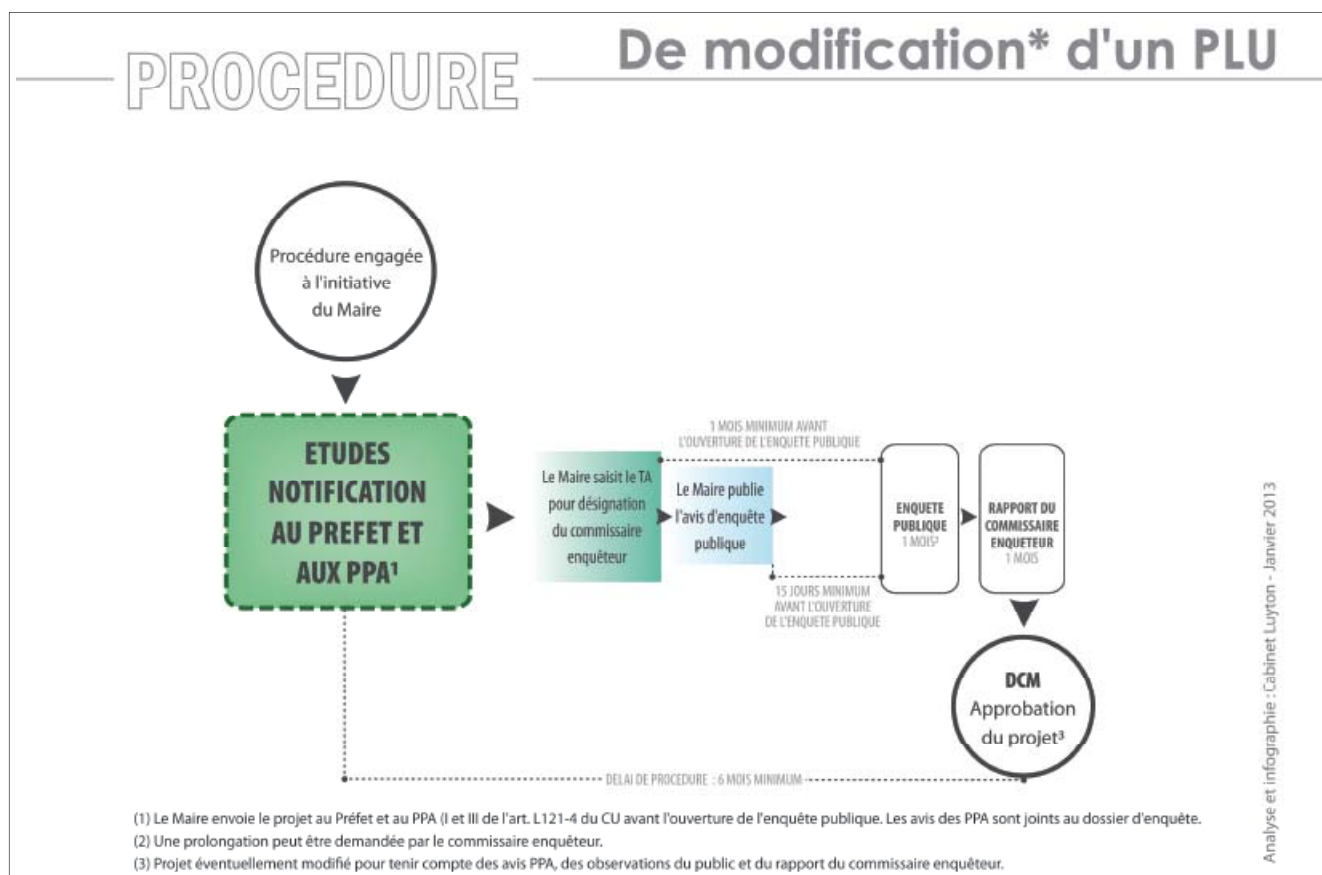 PROCEDURE
De modification* d'un PLU
Procédure engagée
à l'initiative
du Maire
ETUDES
NOTIFICATION
AU PREFET ET
AUX PPA¹
Le Maire saisit le TA
pour désignation
du commissaire
enquêteur
Le Maire publie
l'avis d'enquête
publique
1 MOIS MINIMUM AVANT
L'OUVERTURE DE L'ENQUETE PUBLIQUE
15 JOURS MINIMUM
AVANT L'OUVERTURE
DE L'ENQUETE PUBLIQUE
ENQUETE
PUBLIQUE
1 MOIS²
RAPPORT DU
COMMISSAIRE
ENQUETEUR
1 MOIS
DCM
Approbation
du projet³
DELAI DE PROCEDURE : 6 MOIS MINIMUM
(1) Le Maire envoie le projet au Préfet et au PPA (I et III de l'art. L121-4 du CU avant l'ouverture de l'enquête publique. Les avis des PPA sont joints au dossier d'enquête.
(2) Une prolongation peut être demandée par le commissaire enquêteur.
(3) Projet éventuellement modifié pour tenir compte des avis PPA, des observations du public et du rapport du commissaire enquêteur.
Analyse et infographie : Cabinet Luyton - Janvier 2013